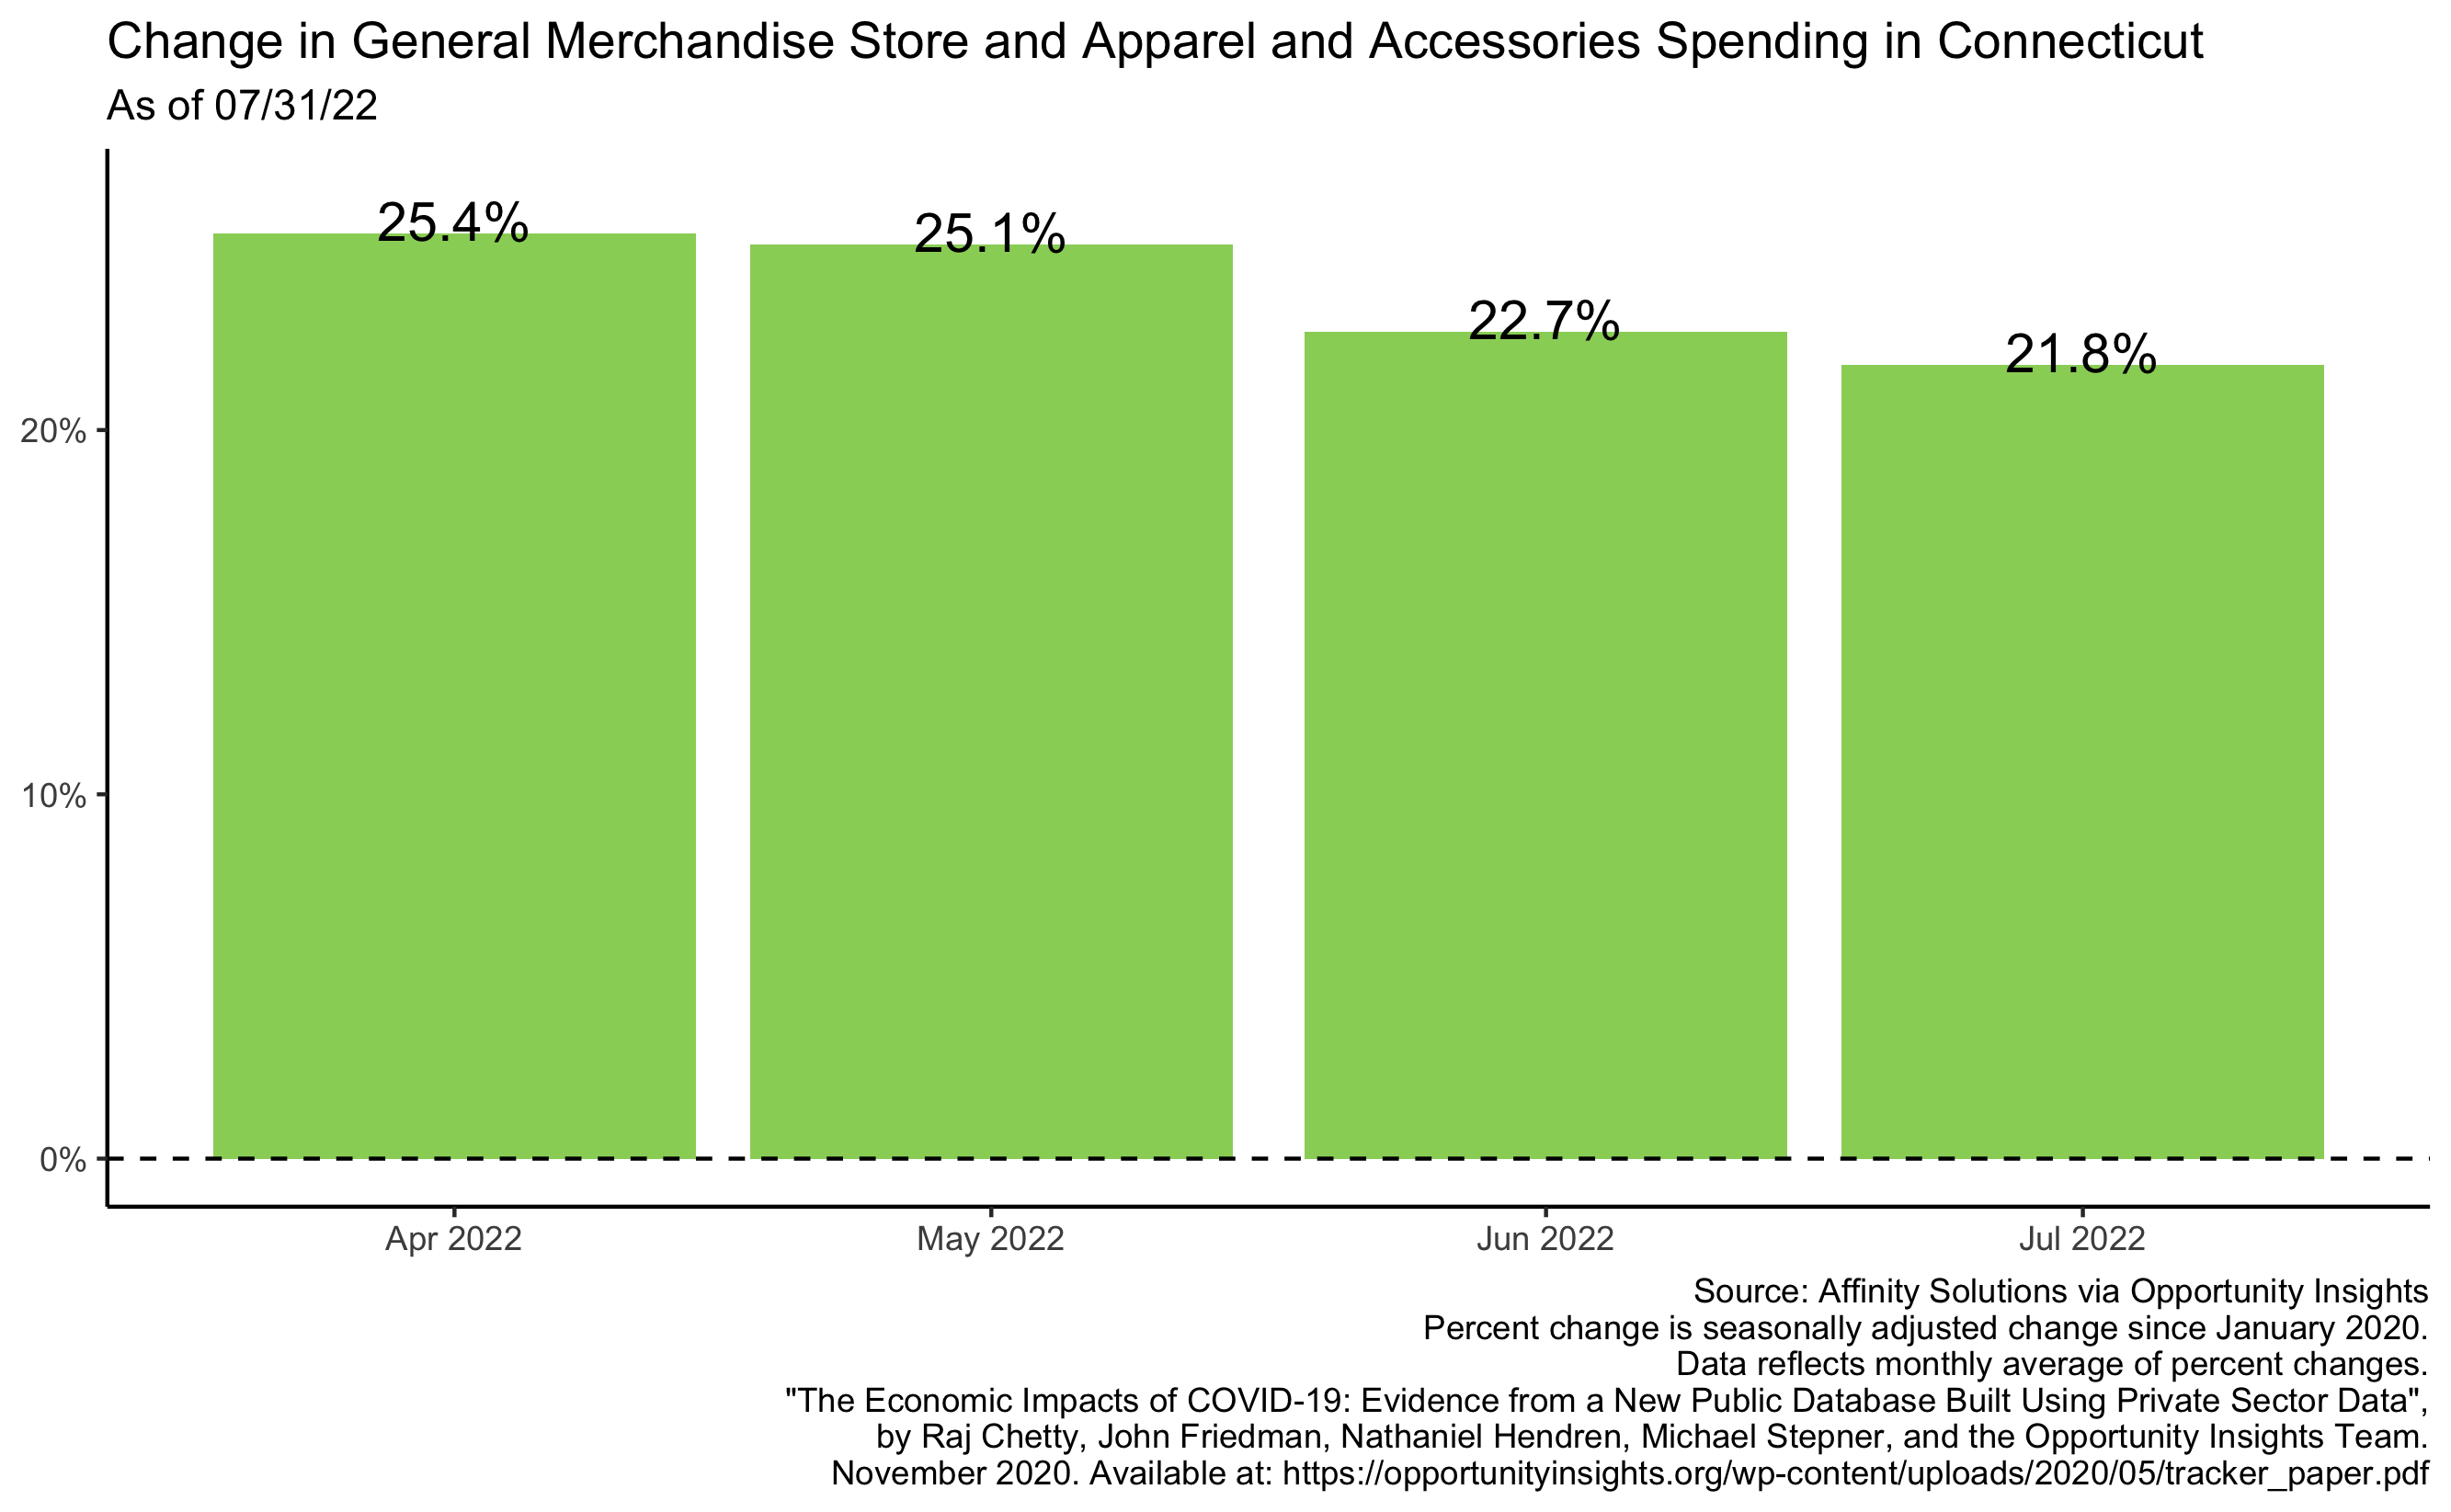 Change in General Merchandise Store and Apparel and Accessories Spending in Connecticut
As of 07/31/22
25.4%
25.1%
22.7%
21.8%
20%
10%
0%
Apr 2022
May 2022
Jun 2022
Jul 2022
Source: Affinity Solutions via Opportunity Insights
Percent change is seasonally adjusted change since January 2020.
Data reflects monthly average of percent changes.
"The Economic Impacts of COVID-19: Evidence from a New Public Database Built Using Private Sector Data",
by Raj Chetty, John Friedman, Nathaniel Hendren, Michael Stepner, and the Opportunity Insights Team.
November 2020. Available at: https://opportunityinsights.org/wp-content/uploads/2020/05/tracker_paper.pdf